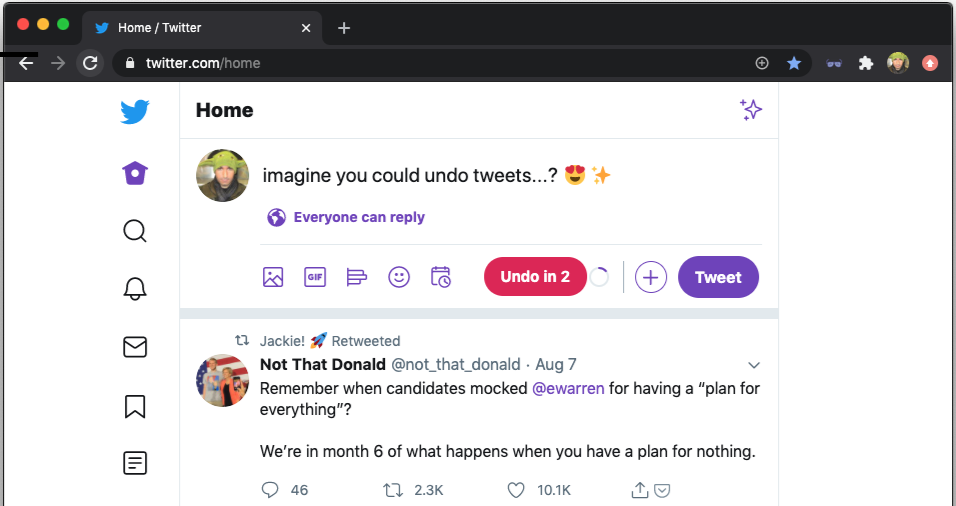 Home / Twitter
twitter.com/home
Home
imagine you could undo tweets...? 😍 ✨
Everyone can reply
GIF
Undo in 2
Tweet
Jackie! 🚀 Retweeted
Not That Donald @not_that_donald · Aug 7
Remember when candidates mocked @ewarren for having a “plan for
everything”?
We’re in month 6 of what happens when you have a plan for nothing.
46 2.3K 10.1K